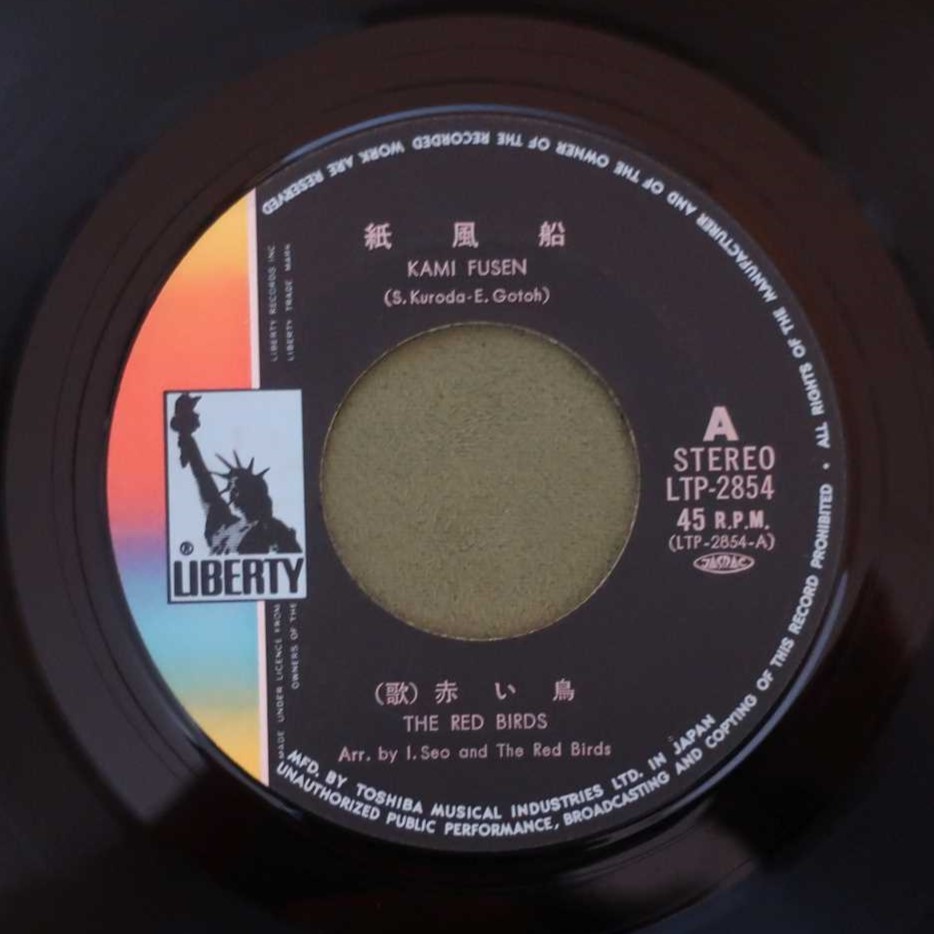 紙 風 船
KAMI FUSEN
(S. Kuroda-E. Gotoh)
A
STEREO
LTP-2854
45 R.P.M.
(LTP-2854-A)
JASRAC
® LIBERTY
LIBERTY RECORDS INC.
LIBERTY TRADE MARK
MADE UNDER LICENCE FROM
OWNERS OF THE
(歌) 赤 い 鳥
THE RED BIRDS
Arr. by I. Seo and The Red Birds
MFD. BY TOSHIBA MUSICAL INDUSTRIES LTD. IN JAPAN
ALL RIGHTS OF THE MANUFACTURER AND OF THE OWNER OF THE RECORDED WORK ARE RESERVED
UNAUTHORIZED PUBLIC PERFORMANCE, BROADCASTING AND COPYING OF THIS RECORD PROHIBITED •